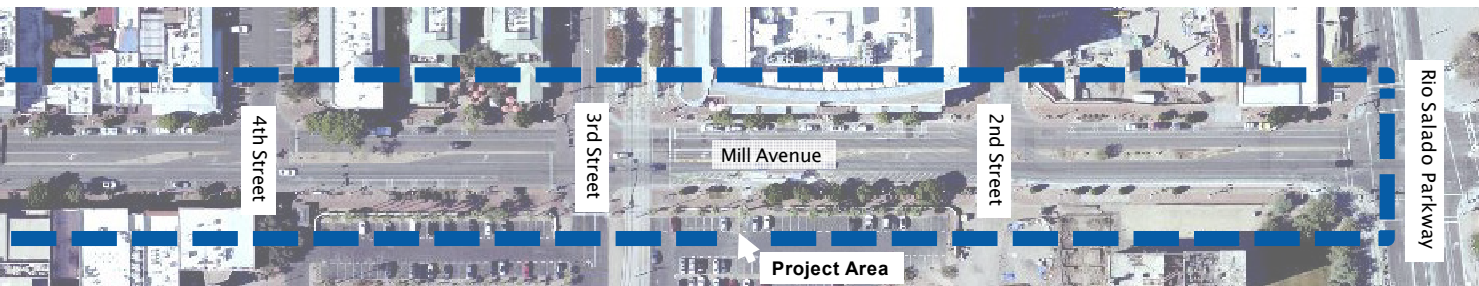 4th Street
3rd Street
Mill Avenue
2nd Street
Rio Salado Parkway
Project Area